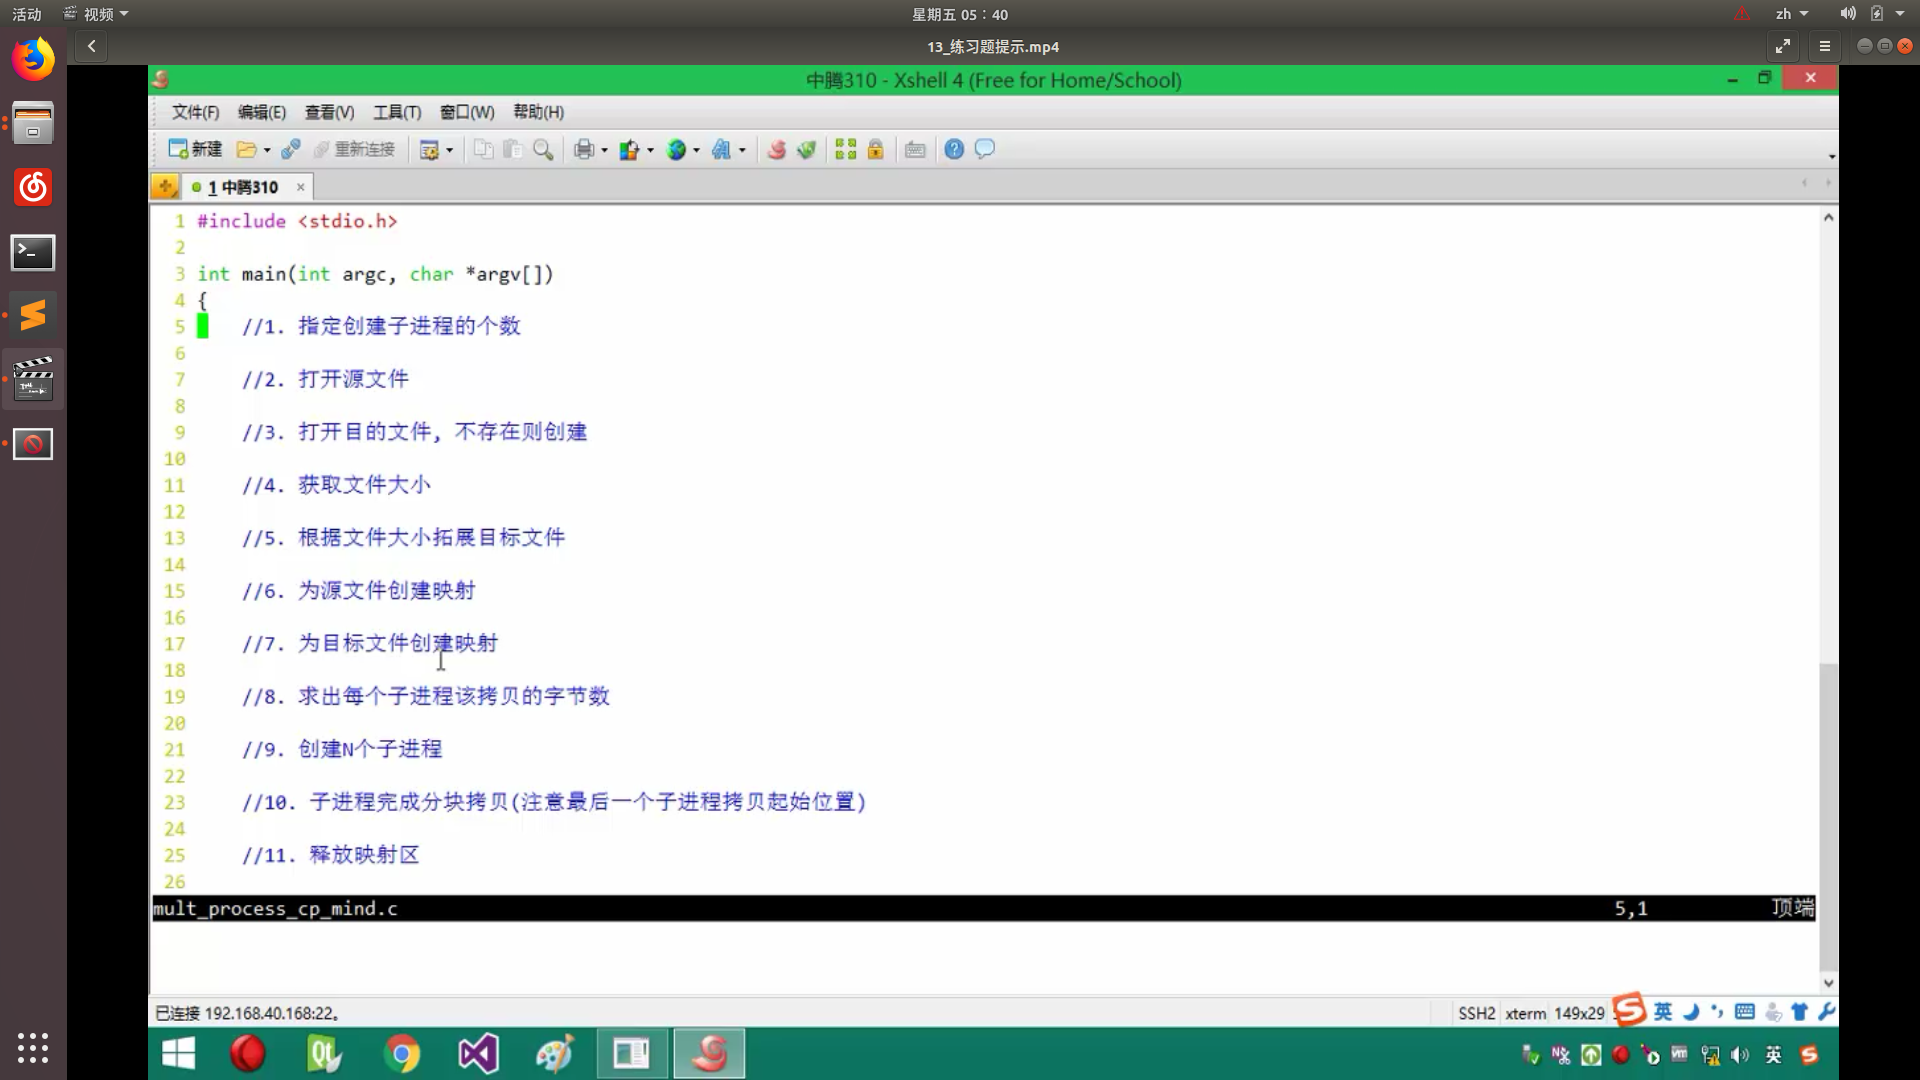 活动 视频 星期五 05：40 zh
13_练习题提示.mp4
中腾310 - Xshell 4 (Free for Home/School)
文件(F) 编辑(E) 查看(V) 工具(T) 窗口(W) 帮助(H)
新建 重新连接
1 中腾310
1 #include <stdio.h>
2
3 int main(int argc, char *argv[])
4 {
5 //1. 指定创建子进程的个数
6
7 //2. 打开源文件
8
9 //3. 打开目的文件, 不存在则创建
10
11 //4. 获取文件大小
12
13 //5. 根据文件大小拓展目标文件
14
15 //6. 为源文件创建映射
16
17 //7. 为目标文件创建映射
18
19 //8. 求出每个子进程该拷贝的字节数
20
21 //9. 创建N个子进程
22
23 //10. 子进程完成分块拷贝(注意最后一个子进程拷贝起始位置)
24
25 //11. 释放映射区
26
mult_process_cp_mind.c 5,1 顶端
已连接 192.168.40.168:22。 SSH2 xterm 149x29 英
英